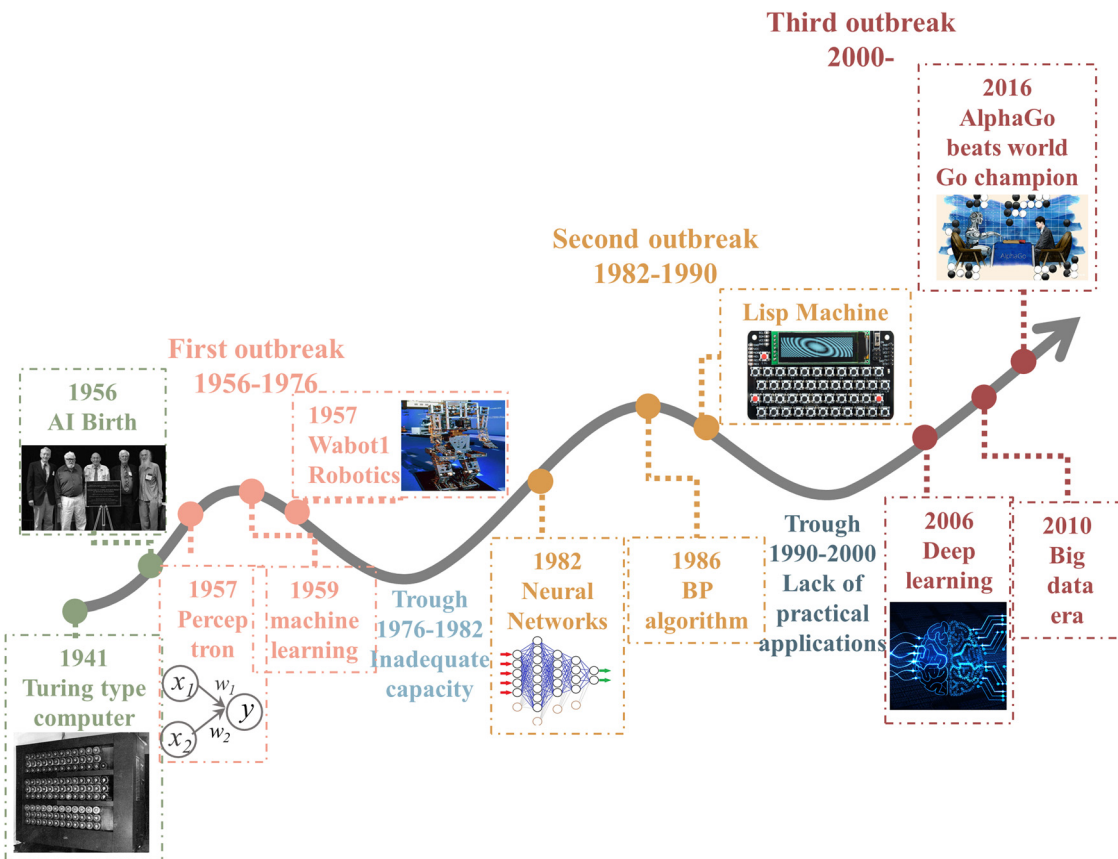 Third outbreak
2000-
2016
AlphaGo
beats world
Go champion
AlphaGo
Second outbreak
1982-1990
Lisp Machine
First outbreak
1956-1976
1956
AI Birth
1957
Wabot1
Robotics
1941
Turing type
computer
1957
Percep
tron
x1
w1
y
x2
w2
1959
machine
learning
Trough
1976-1982
Inadequate
capacity
1982
Neural
Networks
1986
BP
algorithm
Trough
1990-2000
Lack of
practical
applications
2006
Deep
learning
2010
Big
data
era